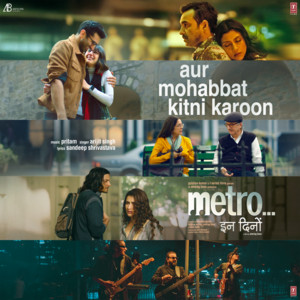 T
aur
mohabbat
kitni karoon
music pritam singer arijit singh
lyrics sandeep shrivastava
metro...
इन दिनों
T